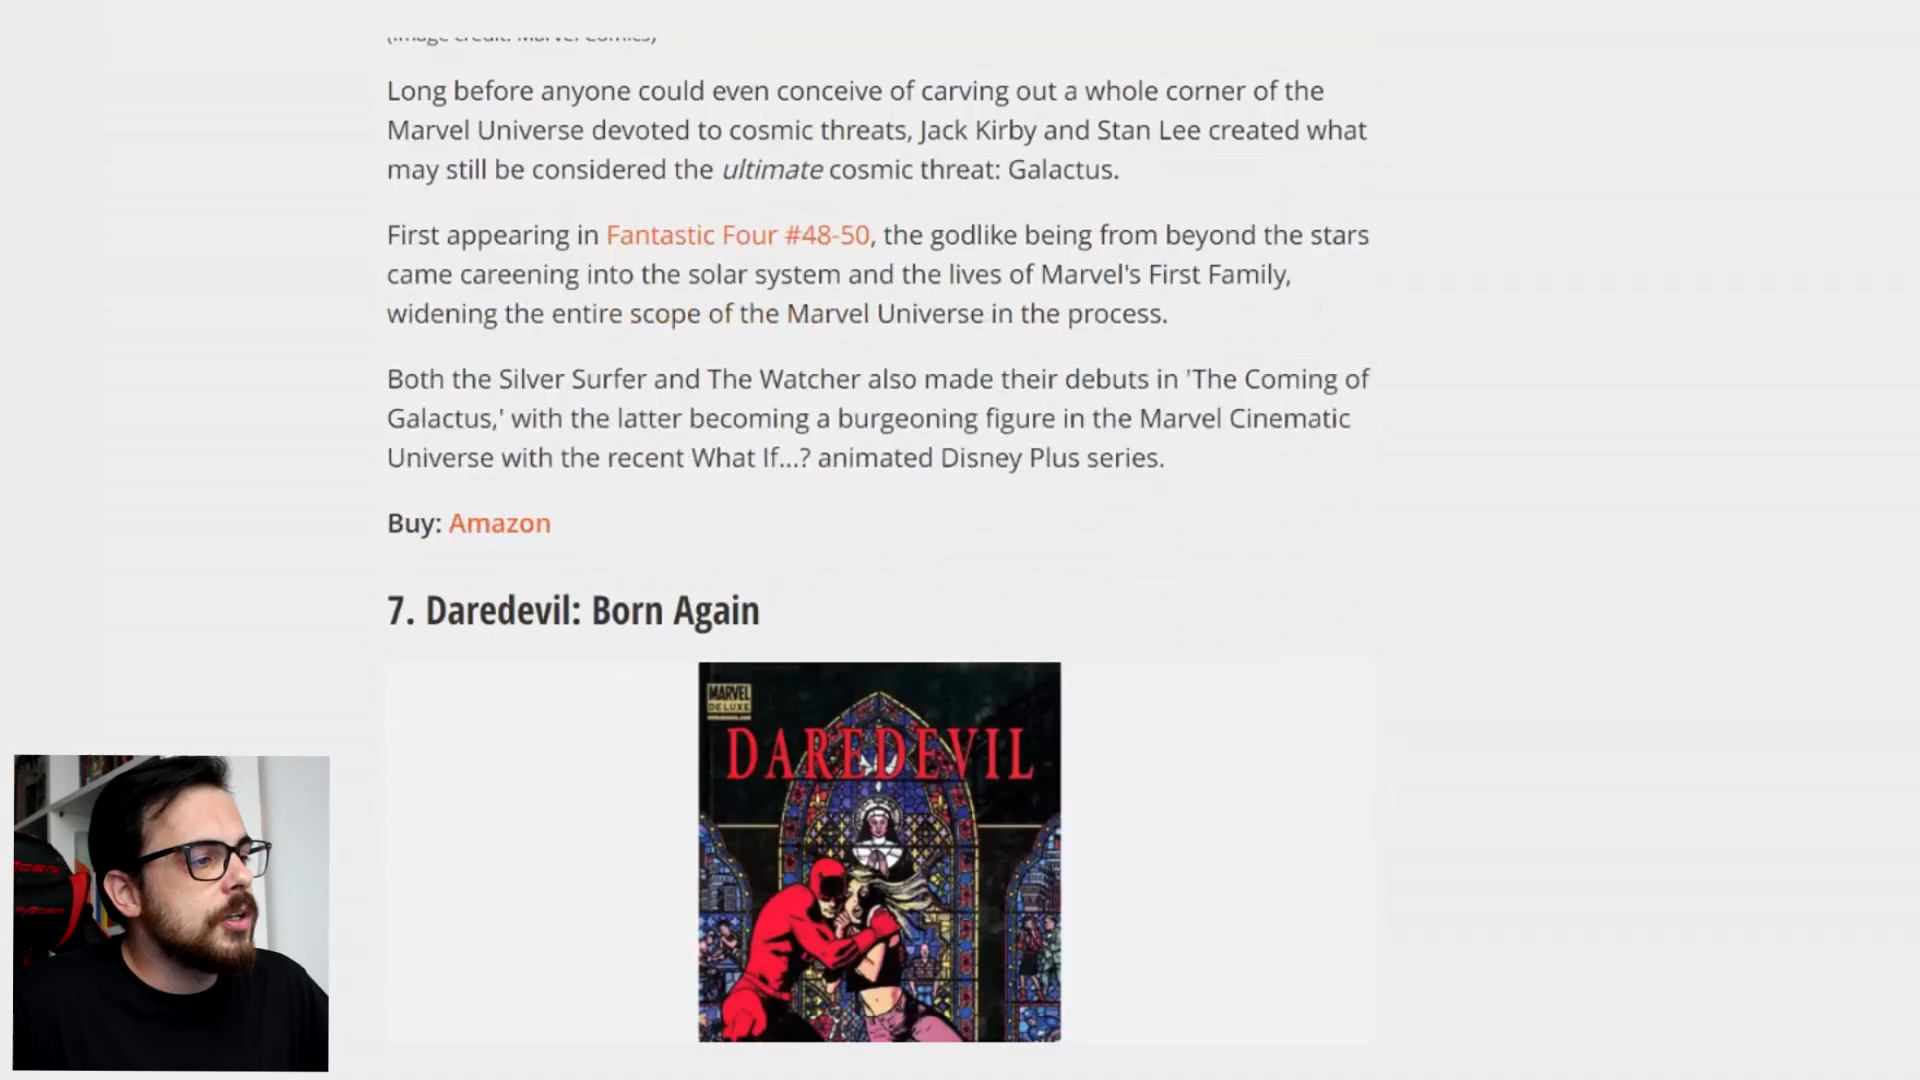 (Image credit: Marvel Comics)
Long before anyone could even conceive of carving out a whole corner of the
Marvel Universe devoted to cosmic threats, Jack Kirby and Stan Lee created what
may still be considered the ultimate cosmic threat: Galactus.
First appearing in Fantastic Four #48-50, the godlike being from beyond the stars
came careening into the solar system and the lives of Marvel's First Family,
widening the entire scope of the Marvel Universe in the process.
Both the Silver Surfer and The Watcher also made their debuts in 'The Coming of
Galactus,' with the latter becoming a burgeoning figure in the Marvel Cinematic
Universe with the recent What If...? animated Disney Plus series.
Buy: Amazon
7. Daredevil: Born Again
MARVEL
DELUXE
DAREDEVIL